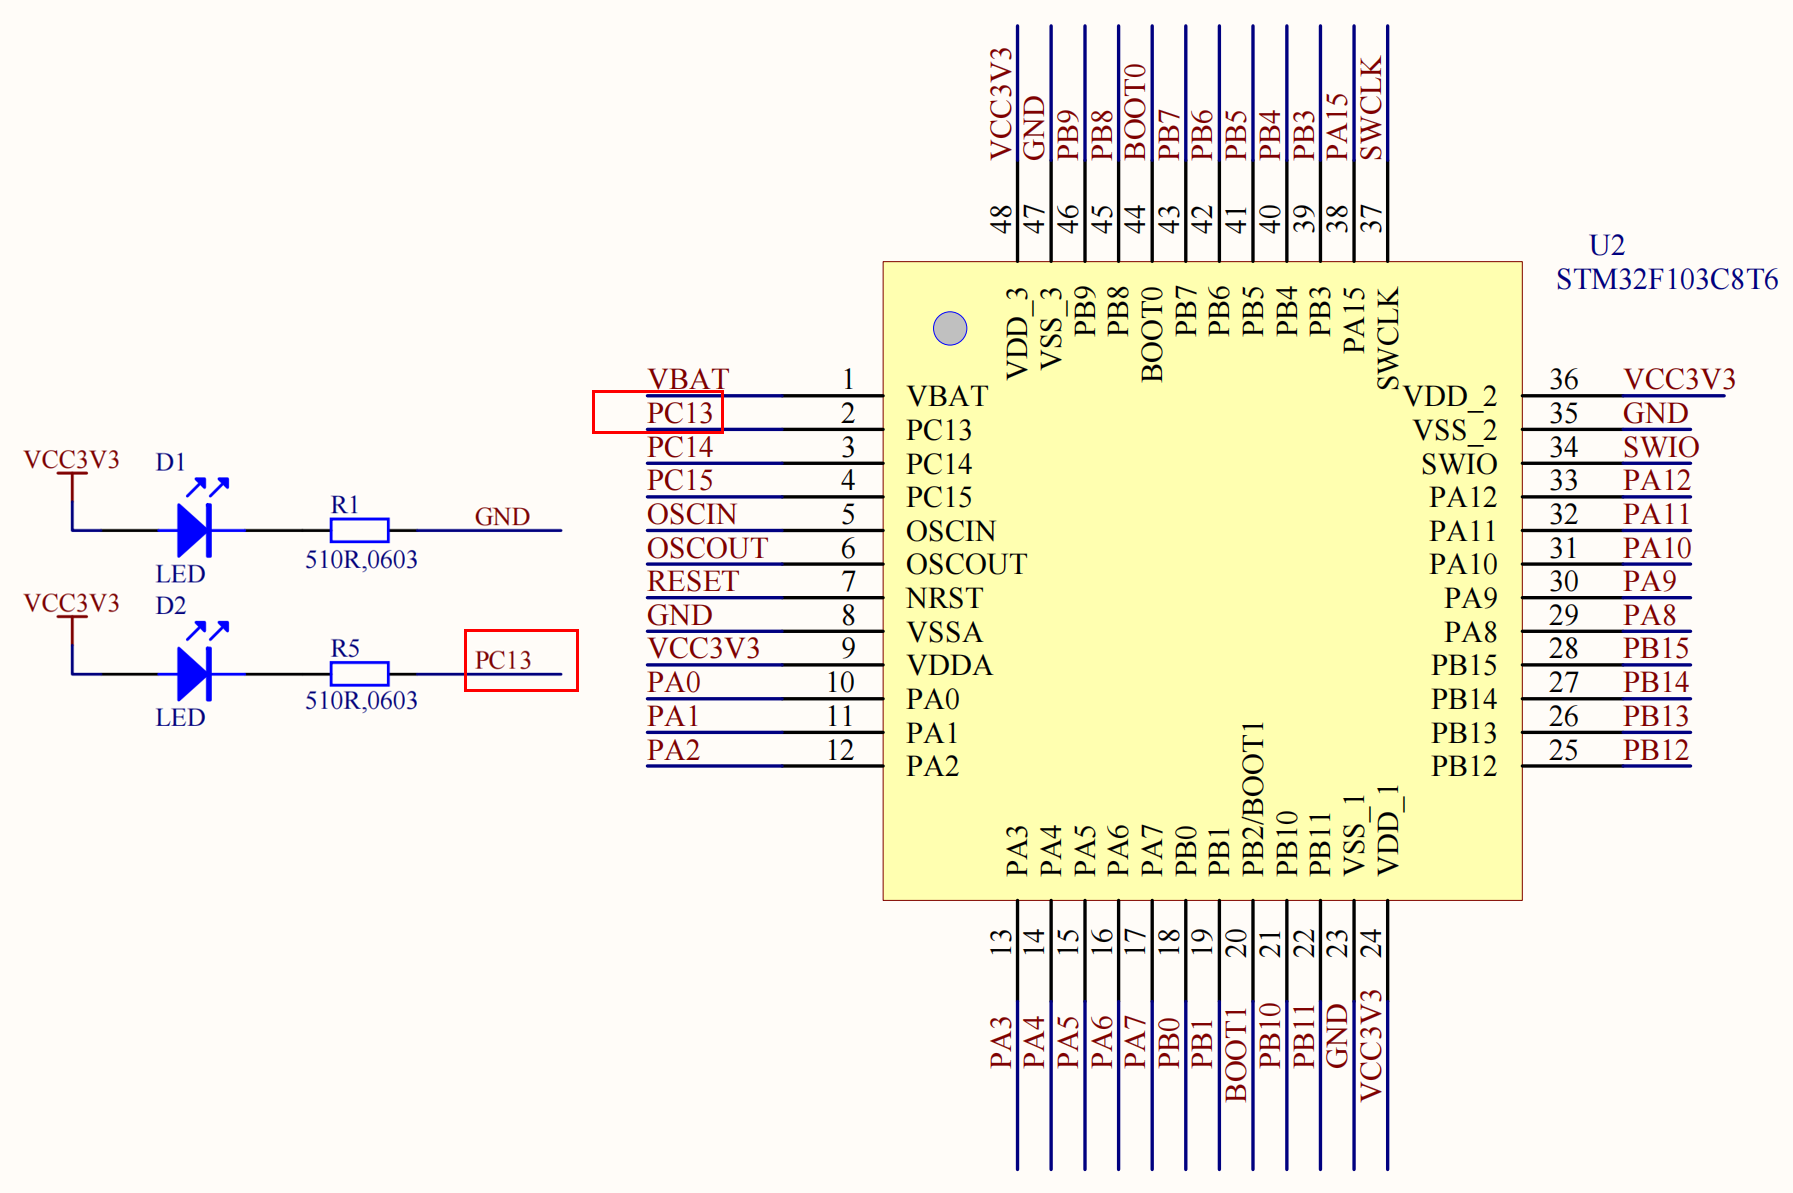 VCC3V3
GND
PB9
PB8
BOOT0
PB7
PB6
PB5
PB4
PB3
PA15
SWCLK
48
47
46
45
44
43
42
41
40
39
38
37
U2
STM32F103C8T6
VDD_3
VSS_3
PB9
PB8
BOOT0
PB7
PB6
PB5
PB4
PB3
PA15
SWCLK
VCC3V3
D1
LED
R1
510R,0603
GND
VCC3V3
D2
LED
R5
510R,0603
PC13
VBAT 1 VBAT
PC13 2 PC13
PC14 3 PC14
PC15 4 PC15
OSCIN 5 OSCIN
OSCOUT 6 OSCOUT
RESET 7 NRST
GND 8 VSSA
VCC3V3 9 VDDA
PA0 10 PA0
PA1 11 PA1
PA2 12 PA2
VDD_2 36 VCC3V3
VSS_2 35 GND
SWIO 34 SWIO
PA12 33 PA12
PA11 32 PA11
PA10 31 PA10
PA9 30 PA9
PA8 29 PA8
PB15 28 PB15
PB14 27 PB14
PB13 26 PB13
PB12 25 PB12
PA3
PA4
PA5
PA6
PA7
PB0
PB1
PB2/BOOT1
PB10
PB11
VSS_1
VDD_1
13
14
15
16
17
18
19
20
21
22
23
24
PA3
PA4
PA5
PA6
PA7
PB0
PB1
BOOT1
PB10
PB11
GND
VCC3V3